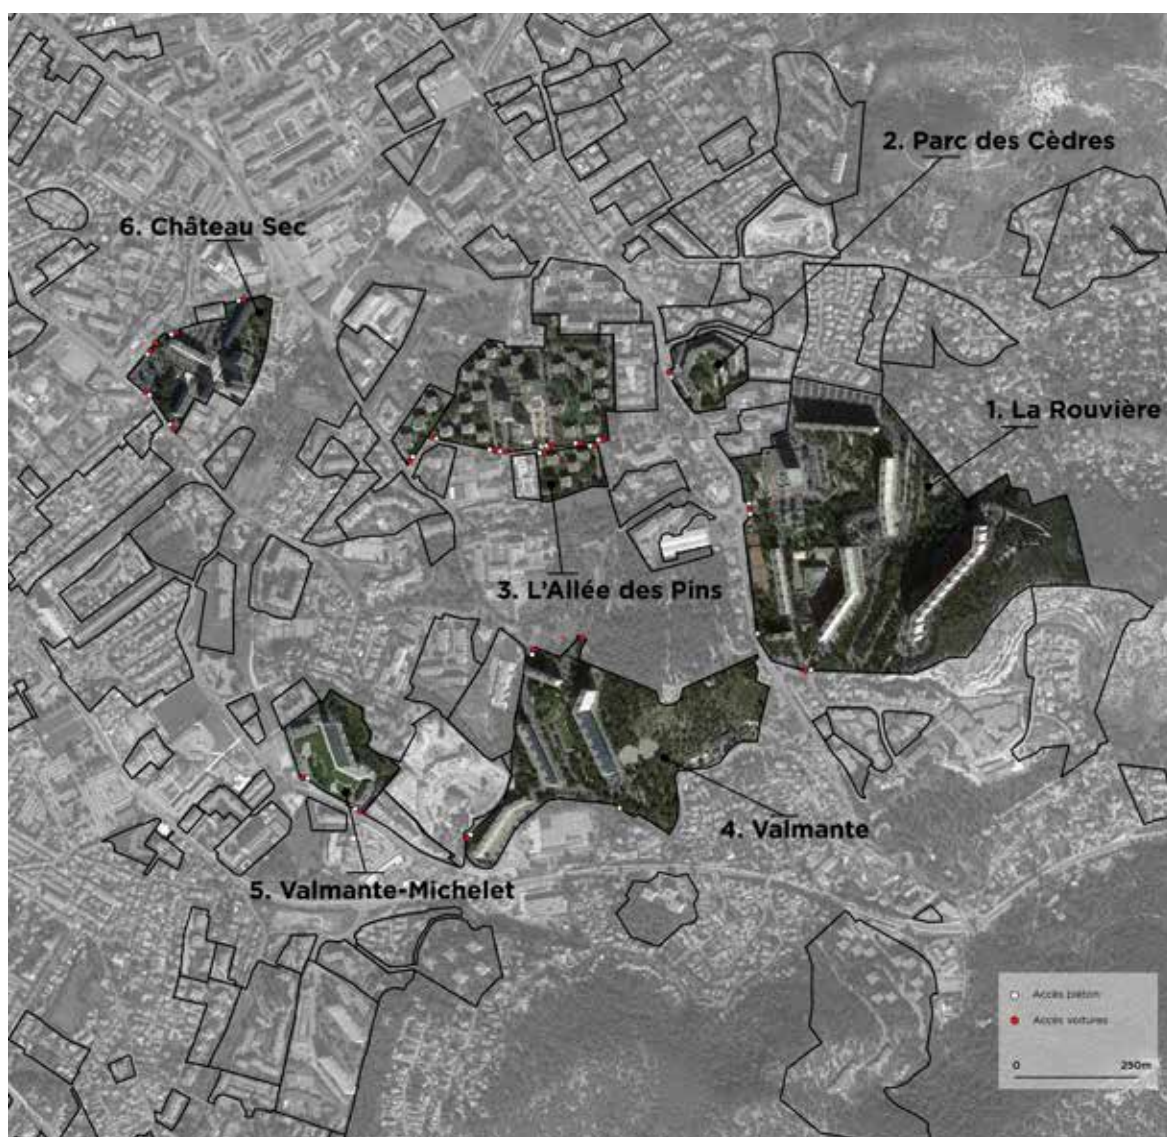 2. Parc des Cèdres
6. Château Sec
1. La Rouvière
3. L'Allée des Pins
4. Valmante
5. Valmante-Michelet
Accès piéton
Accès voitures
0 250m